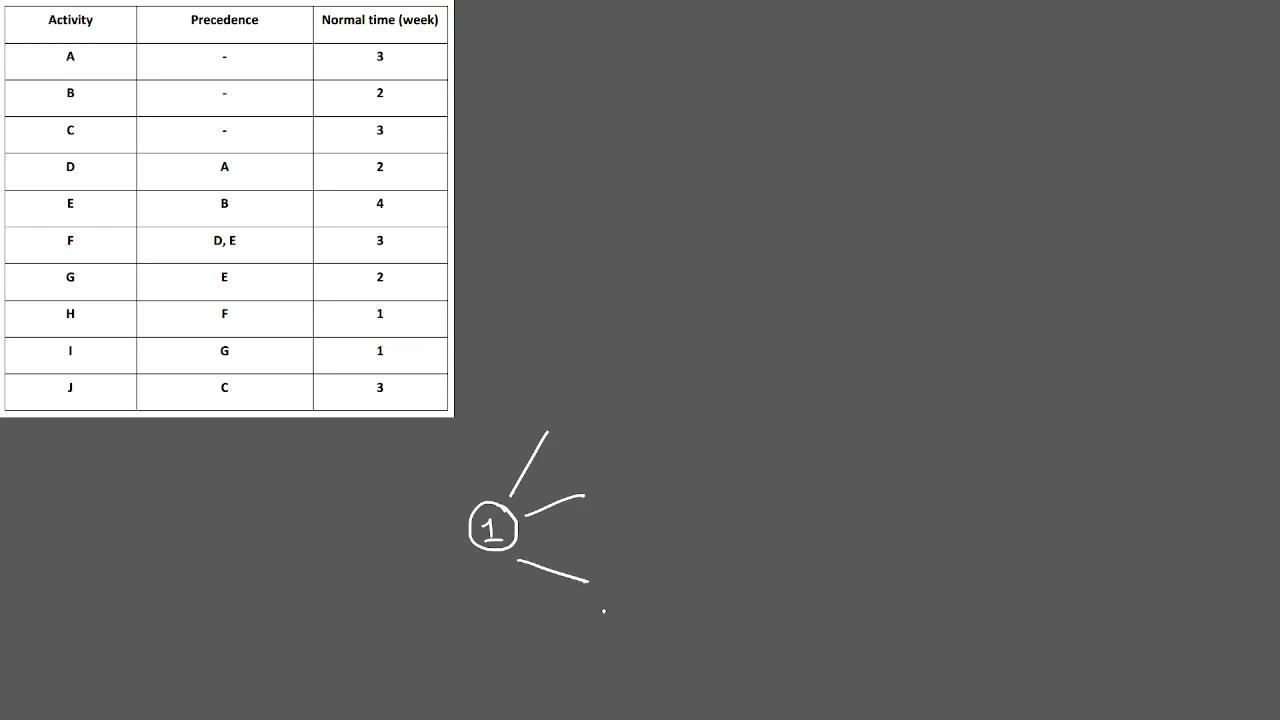 Activity Precedence Normal time (week)
A - 3
B - 2
C - 3
D A 2
E B 4
F D, E 3
G E 2
H F 1
I G 1
J C 3
1